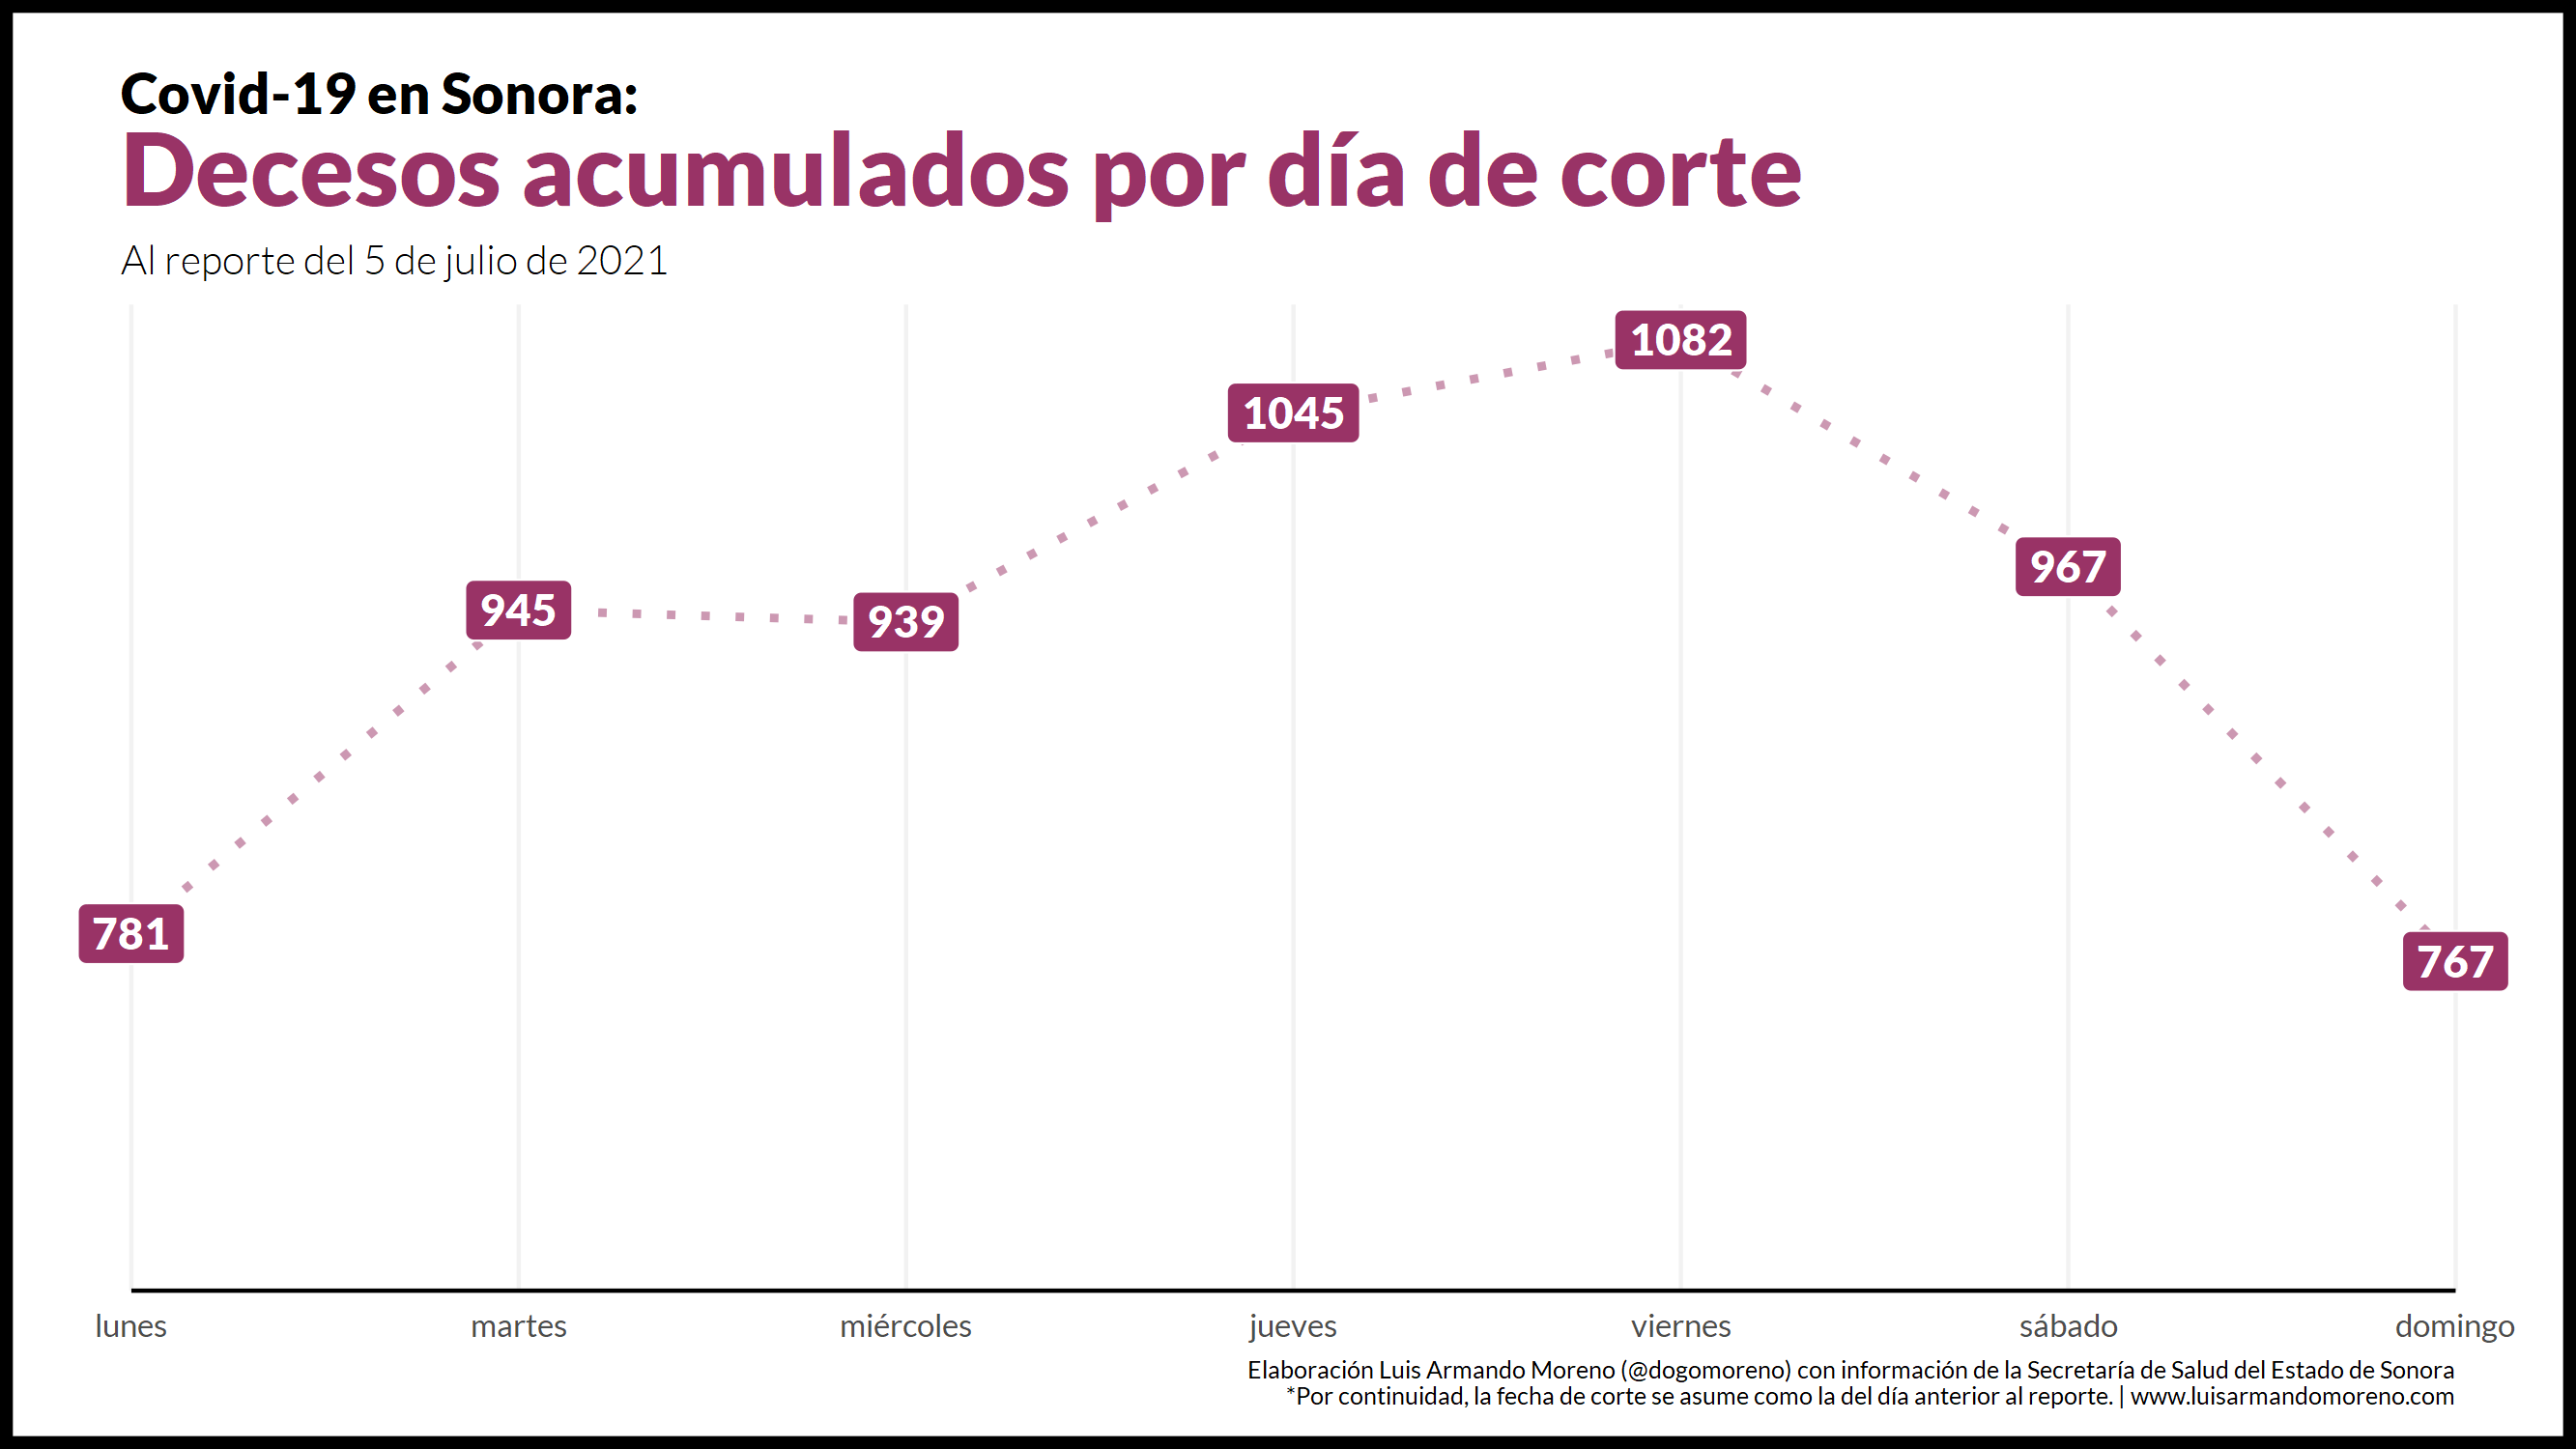 Covid-19 en Sonora:
Decesos acumulados por día de corte
Al reporte del 5 de julio de 2021
1082
1045
967
945
939
781
767
lunes martes miércoles jueves viernes sábado domingo
Elaboración Luis Armando Moreno (@dogomoreno) con información de la Secretaría de Salud del Estado de Sonora
*Por continuidad, la fecha de corte se asume como la del día anterior al reporte. | www.luisarmandomoreno.com